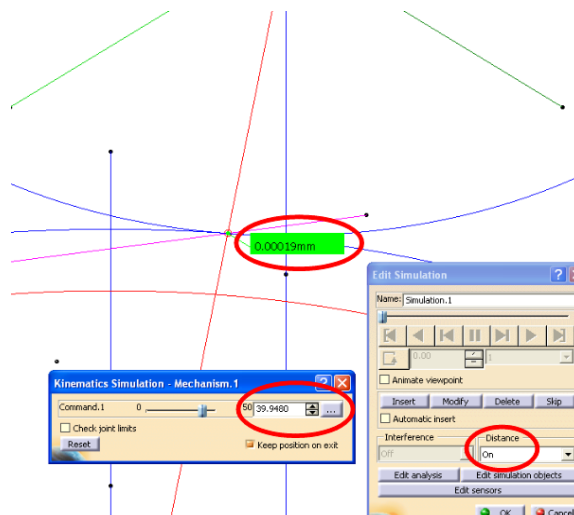 0.00019mm
Edit Simulation
Name: Simulation.1
0.00
1
Animate viewpoint
Insert Modify Delete Skip
Automatic insert
Interference Distance
Off On
Edit analysis Edit simulation objects
Edit sensors
OK Cancel
Kinematics Simulation - Mechanism.1
Command.1 0 50 39.9480 ...
Check joint limits
Reset Keep position on exit